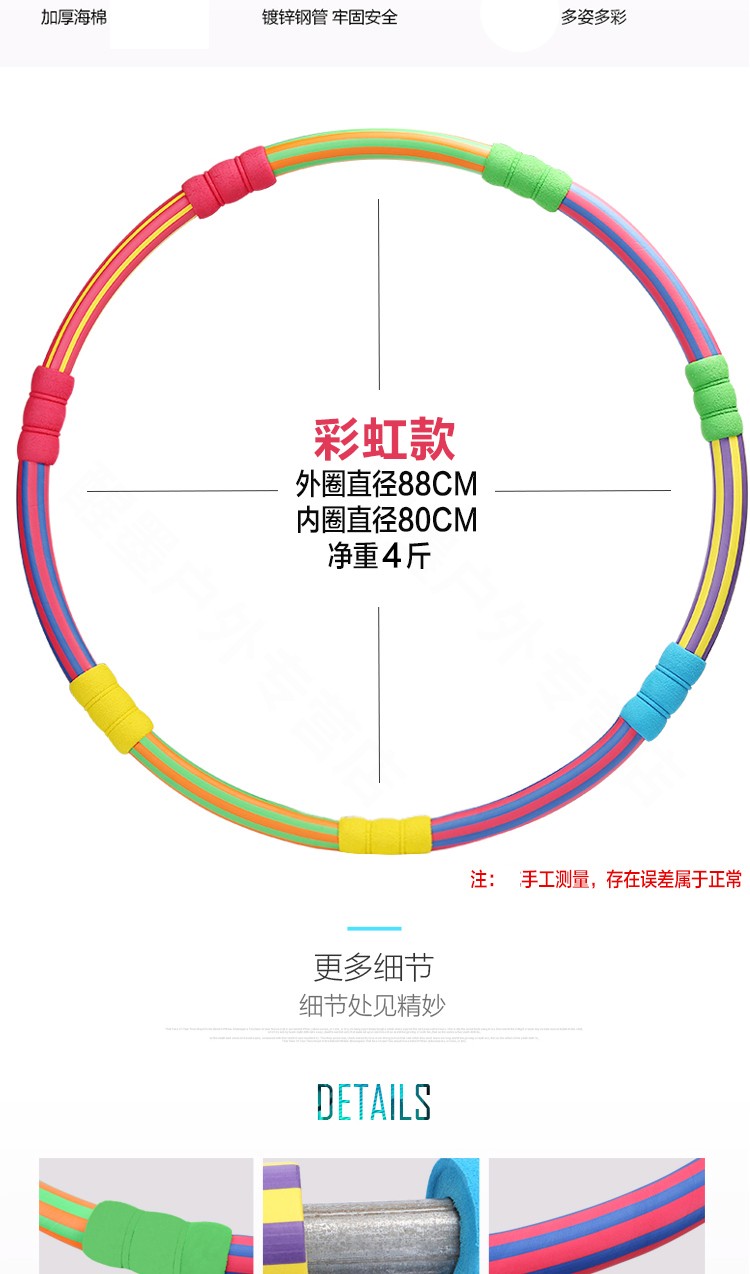 加厚海棉
镀锌钢管 牢固安全
多姿多彩
彩虹款
外圈直径88CM
内圈直径80CM
净重4斤
注： 手工测量，存在误差属于正常
更多细节
细节处见精妙
DETAILS